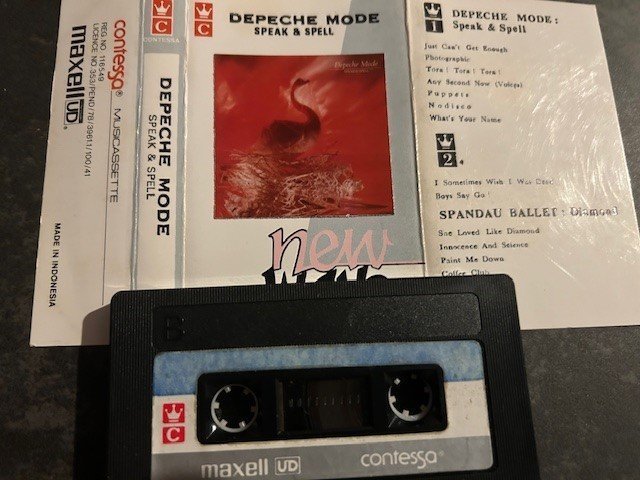 contessa® MUSICASSETTE
REG NO. 116549
LICENCE NO.353/PEND/78/39611/100/41
maxell UD®
MADE IN INDONESIA
C
CONTESSA
DEPECHE MODE
SPEAK & SPELL
C
DEPECHE MODE
SPEAK & SPELL
Depeche Mode
new
1
DEPECHE MODE:
Speak & Spell
Just Can't Get Enough
Photographic
Tora! Tora! Tora!
Any Second Now (Voices)
Puppets
Nodisco
What's Your Name
2
I Sometimes Wish I Was Dead
Boys Say Go!
SPANDAU BALLET : Diamond
She Loved Like Diamond
Innocence And Science
Paint Me Down
Coffee Club
B
C
maxell UD
contessa®